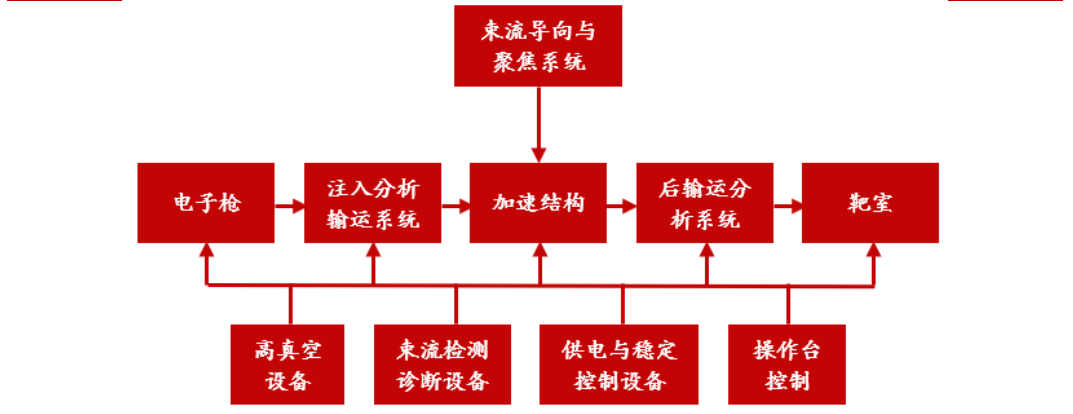 束流导向与
聚焦系统
电子枪
注入分析
输运系统
加速结构
后输运分
析系统
靶室
高真空
设备
束流检测
诊断设备
供电与稳定
控制设备
操作台
控制